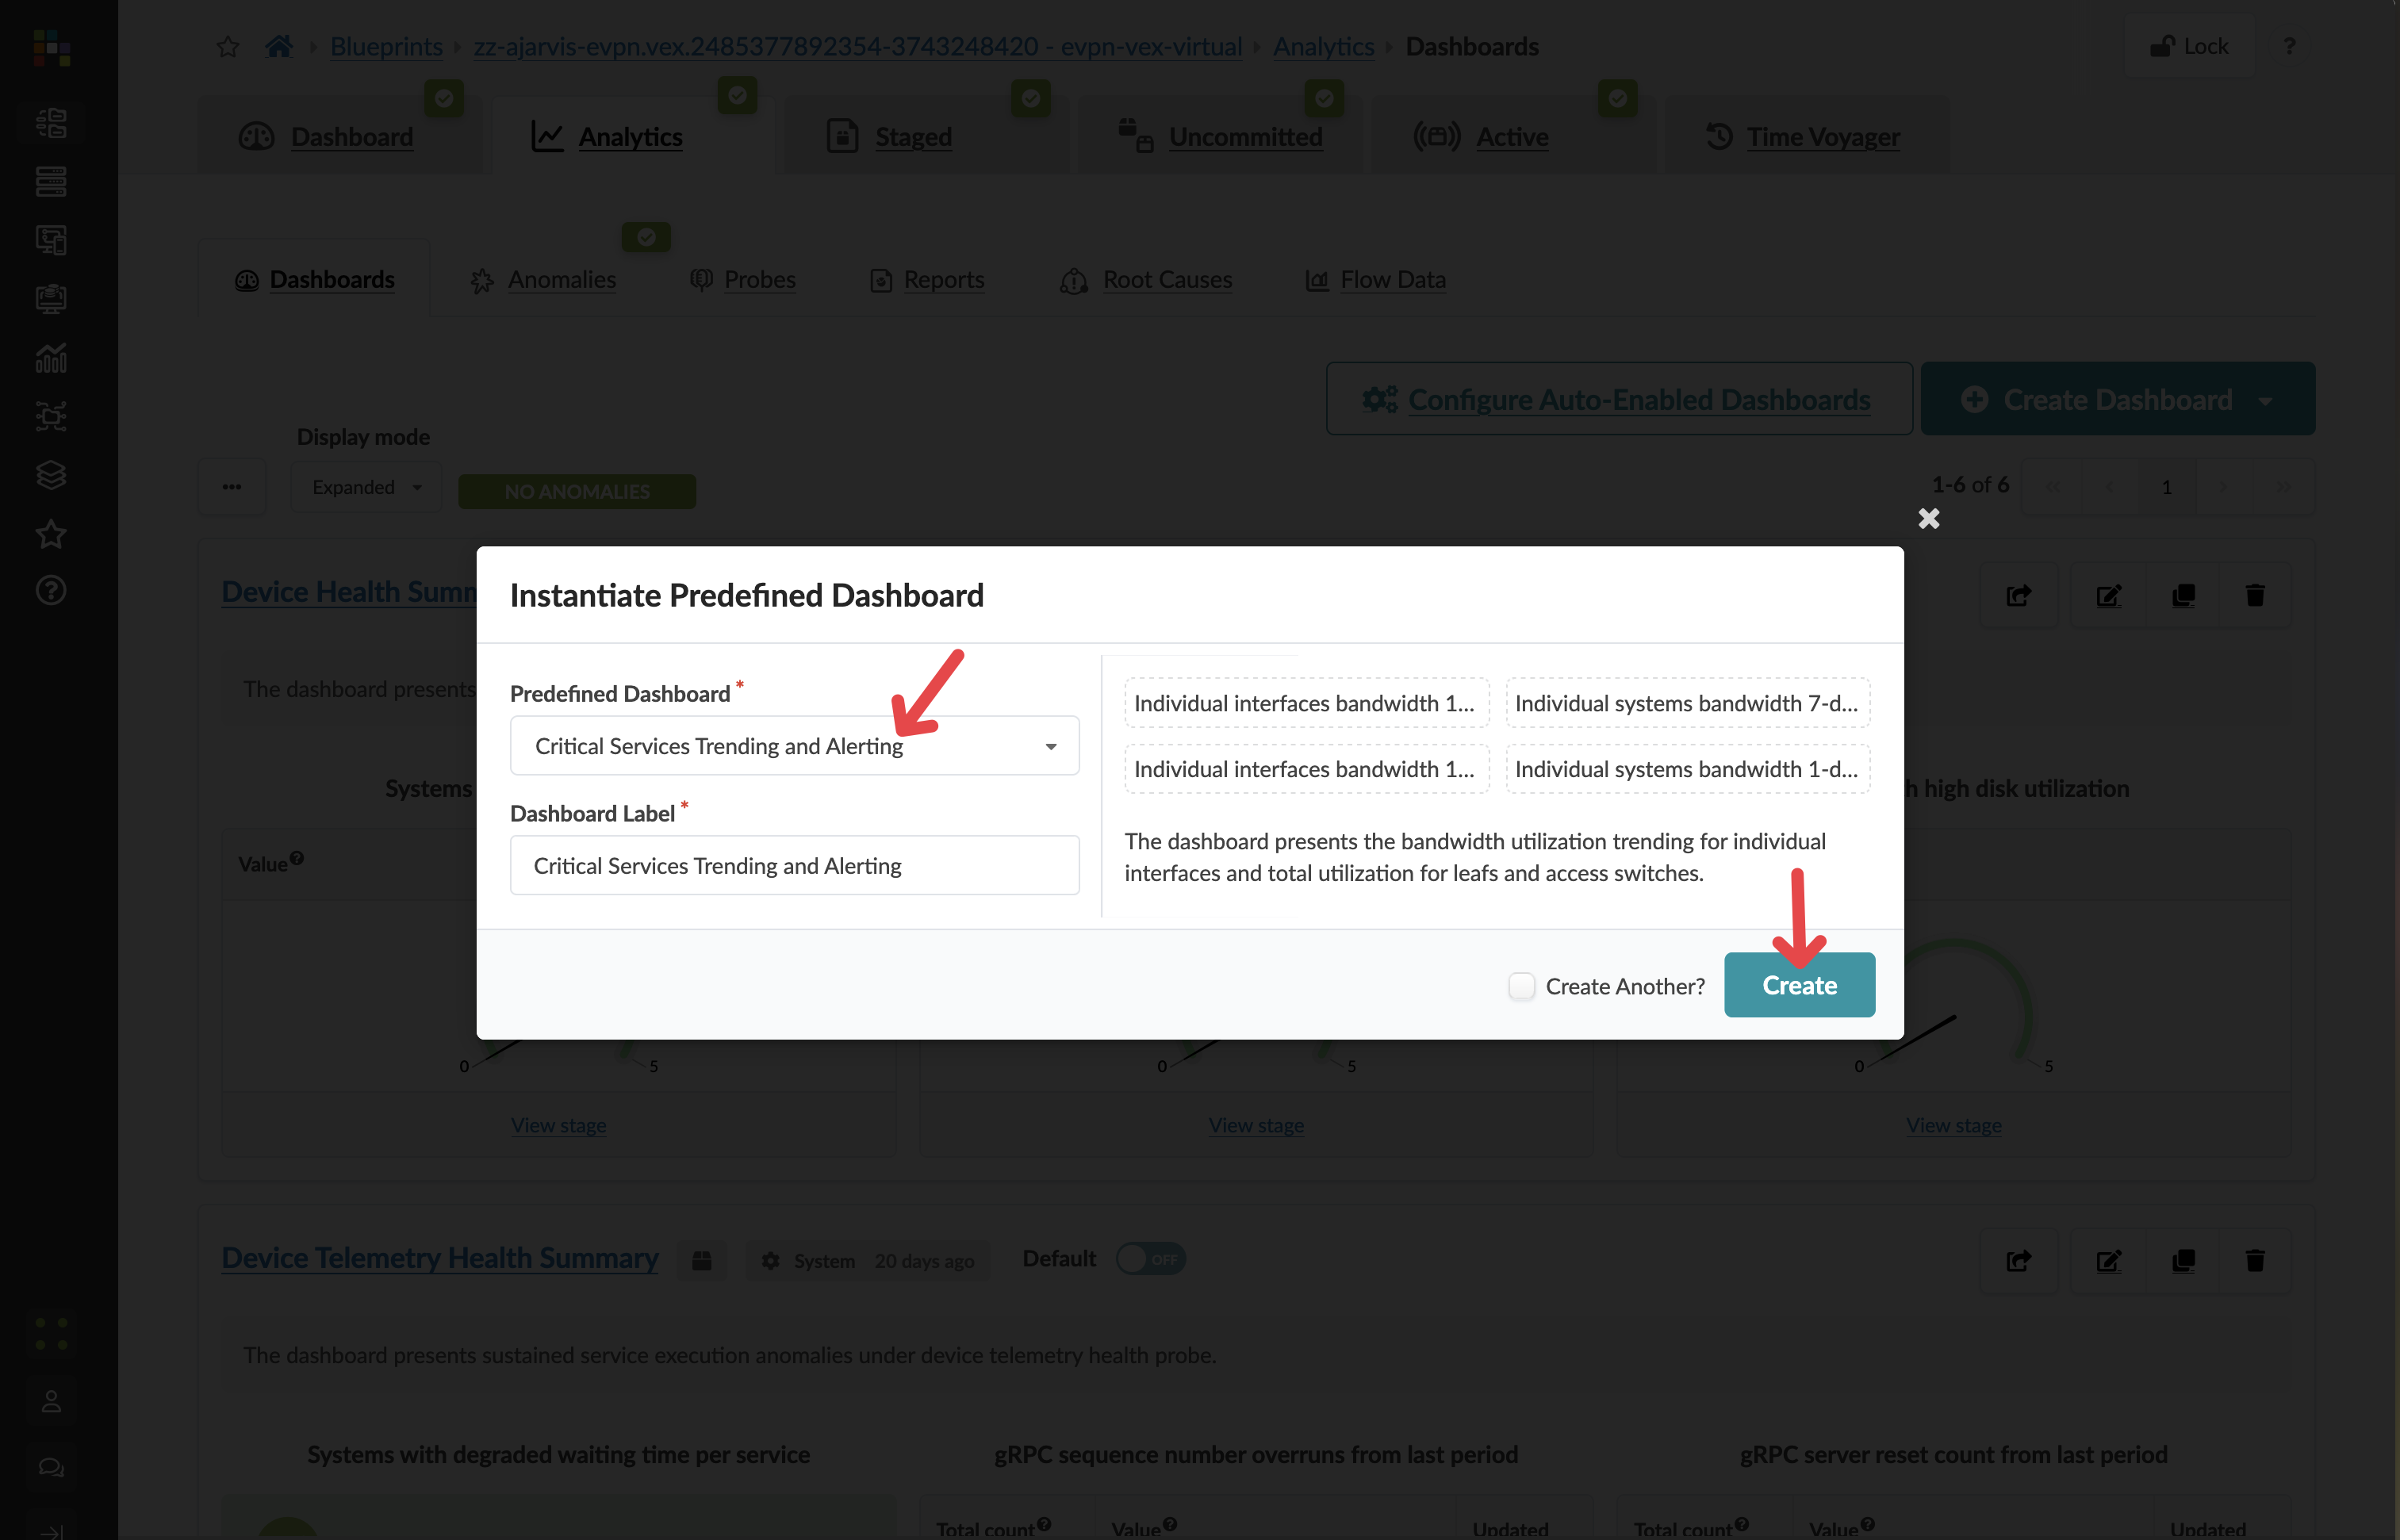 Blueprints zz-ajarvis-evpn.vex.2485377892354-3743248420 - evpn-vex-virtual Analytics Dashboards
Lock ?
Dashboard
Analytics
Staged
Uncommitted
Active
Time Voyager
Dashboards
Anomalies
Probes
Reports
Root Causes
Flow Data
Configure Auto-Enabled Dashboards
Create Dashboard
Display mode
Expanded
NO ANOMALIES
1-6 of 6
1
Device Health Summ
The dashboard presents
Instantiate Predefined Dashboard
Predefined Dashboard *
Critical Services Trending and Alerting
Dashboard Label *
Critical Services Trending and Alerting
Individual interfaces bandwidth 1...
Individual systems bandwidth 7-d...
Individual interfaces bandwidth 1...
Individual systems bandwidth 1-d...
The dashboard presents the bandwidth utilization trending for individual
interfaces and total utilization for leafs and access switches.
Create Another?
Create
Systems
h high disk utilization
Value
0 5
0 5
0 5
View stage
View stage
View stage
Device Telemetry Health Summary
System 20 days ago
Default OFF
The dashboard presents sustained service execution anomalies under device telemetry health probe.
Systems with degraded waiting time per service
gRPC sequence number overruns from last period
gRPC server reset count from last period
Total count Value Updated
Total count Value Updated